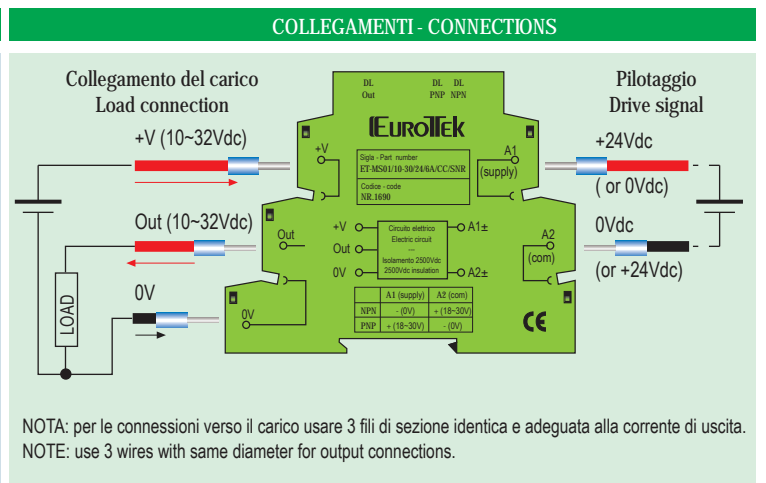 COLLEGAMENTI - CONNECTIONS
Collegamento del carico
Load connection
Pilotaggio
Drive signal
DL
Out
DL DL
PNP NPN
EUROTEK
+V (10~32Vdc)
+V
Sigla - Part number
ET-MS01/10-30/24/6A/CC/SNR
Codice - code
NR.1690
A1
(supply)
+24Vdc
( or 0Vdc)
Out (10~32Vdc)
Out
+V
Out
0V
Circuito elettrico
Electric circuit
---
Isolamento 2500Vdc
2500Vdc insulation
A1±
A2±
A2
(com)
0Vdc
(or +24Vdc)
0V
0V
LOAD
A1 (supply) A2 (com)
NPN - (0V) + (18~30V)
PNP + (18~30V) - (0V)
CE
NOTA: per le connessioni verso il carico usare 3 fili di sezione identica e adeguata alla corrente di uscita.
NOTE: use 3 wires with same diameter for output connections.